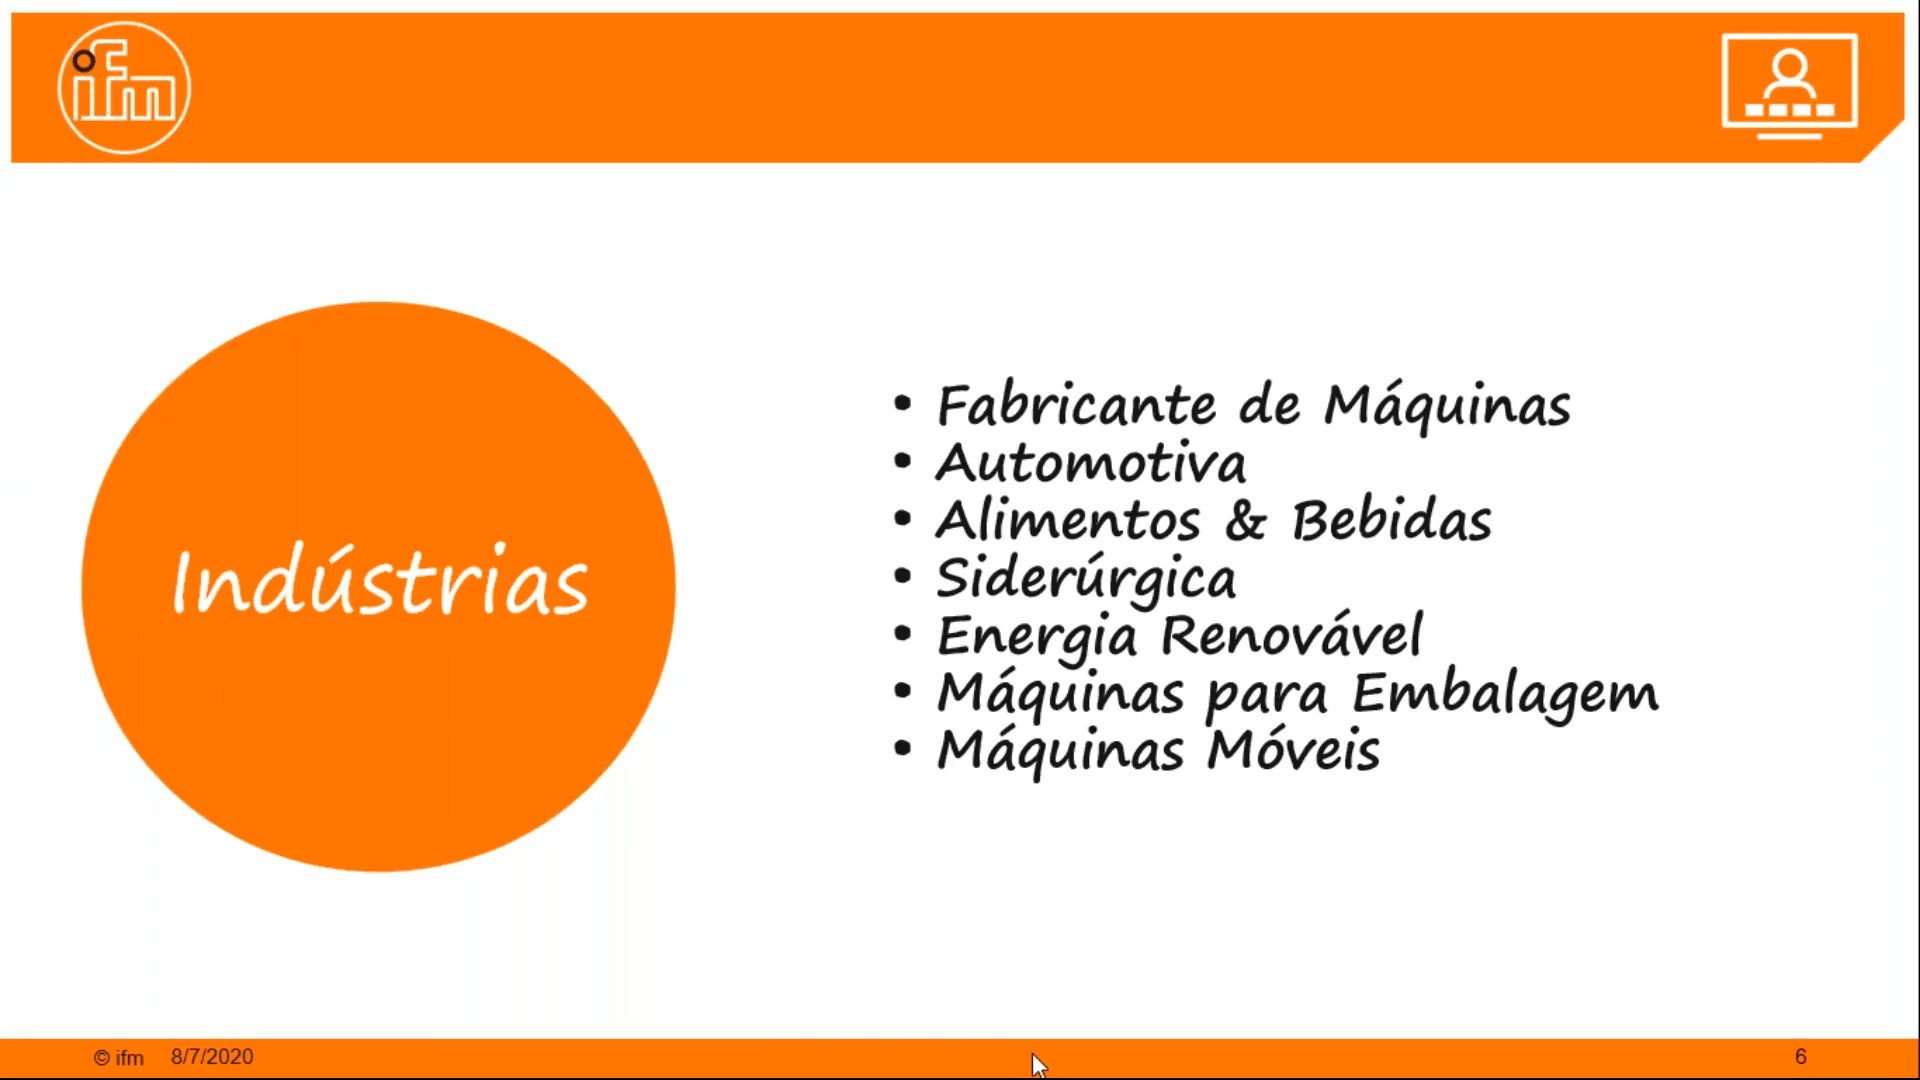 ifm
Indústrias
• Fabricante de Máquinas
• Automotiva
• Alimentos & Bebidas
• Siderúrgica
• Energia Renovável
• Máquinas para Embalagem
• Máquinas Móveis
© ifm 8/7/2020 6